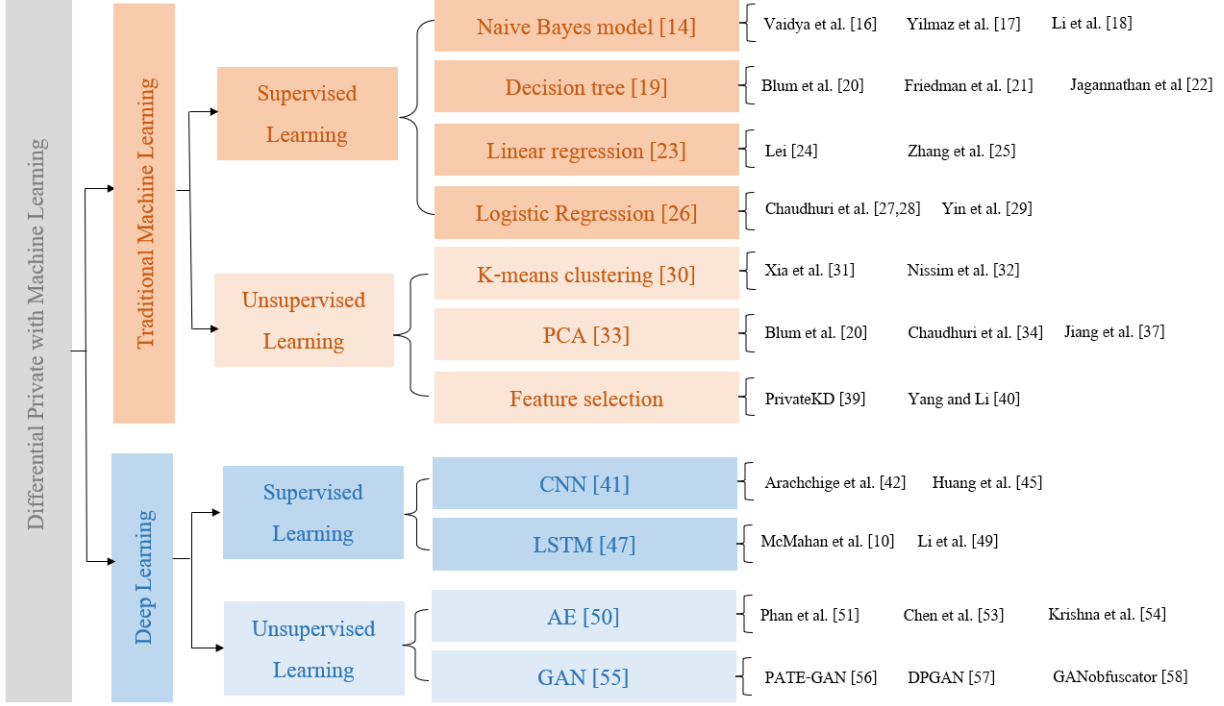 Differential Private with Machine Learning
Traditional Machine Learning
Supervised
Learning
Naive Bayes model [14]
Vaidya et al. [16] Yilmaz et al. [17] Li et al. [18]
Decision tree [19]
Blum et al. [20] Friedman et al. [21] Jagannathan et al [22]
Linear regression [23]
Lei [24] Zhang et al. [25]
Logistic Regression [26]
Chaudhuri et al. [27,28] Yin et al. [29]
Unsupervised
Learning
K-means clustering [30]
Xia et al. [31] Nissim et al. [32]
PCA [33]
Blum et al. [20] Chaudhuri et al. [34] Jiang et al. [37]
Feature selection
PrivateKD [39] Yang and Li [40]
Deep Learning
Supervised
Learning
CNN [41]
Arachchige et al. [42] Huang et al. [45]
LSTM [47]
McMahan et al. [10] Li et al. [49]
Unsupervised
Learning
AE [50]
Phan et al. [51] Chen et al. [53] Krishna et al. [54]
GAN [55]
PATE-GAN [56] DPGAN [57] GANobfuscator [58]